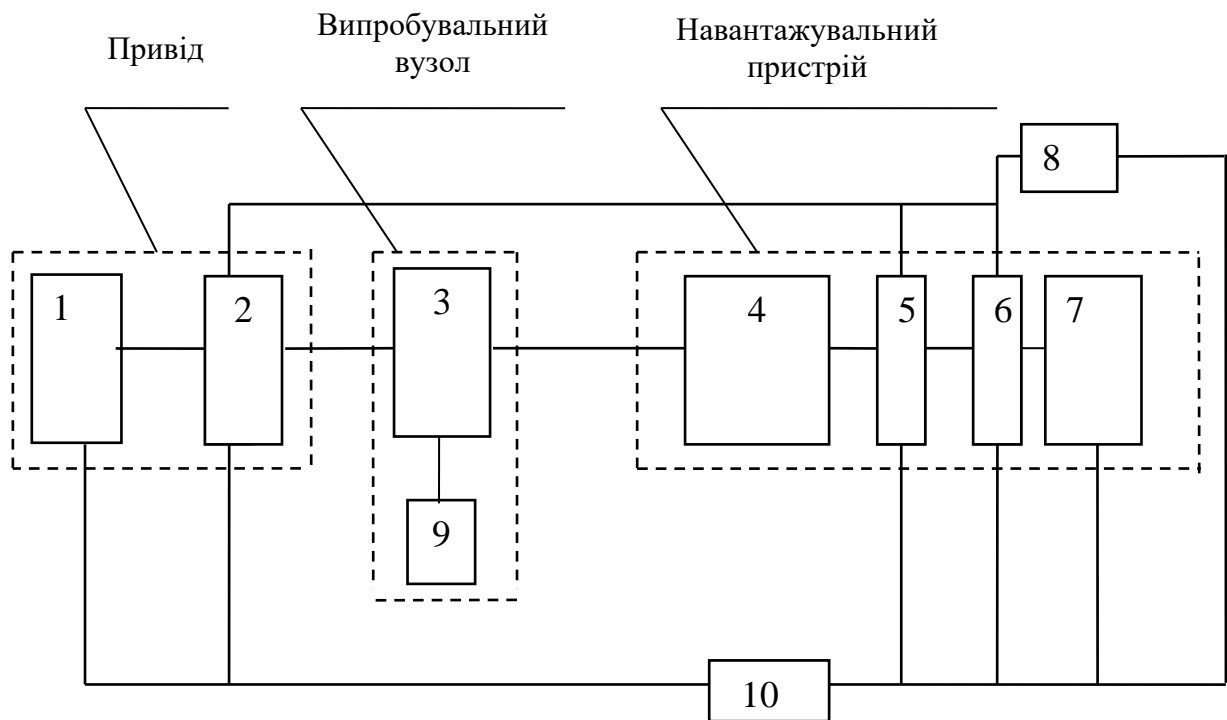 Привід
Випробувальний
вузол
Навантажувальний
пристрій
8
1
2
3
4
5
6
7
9
10